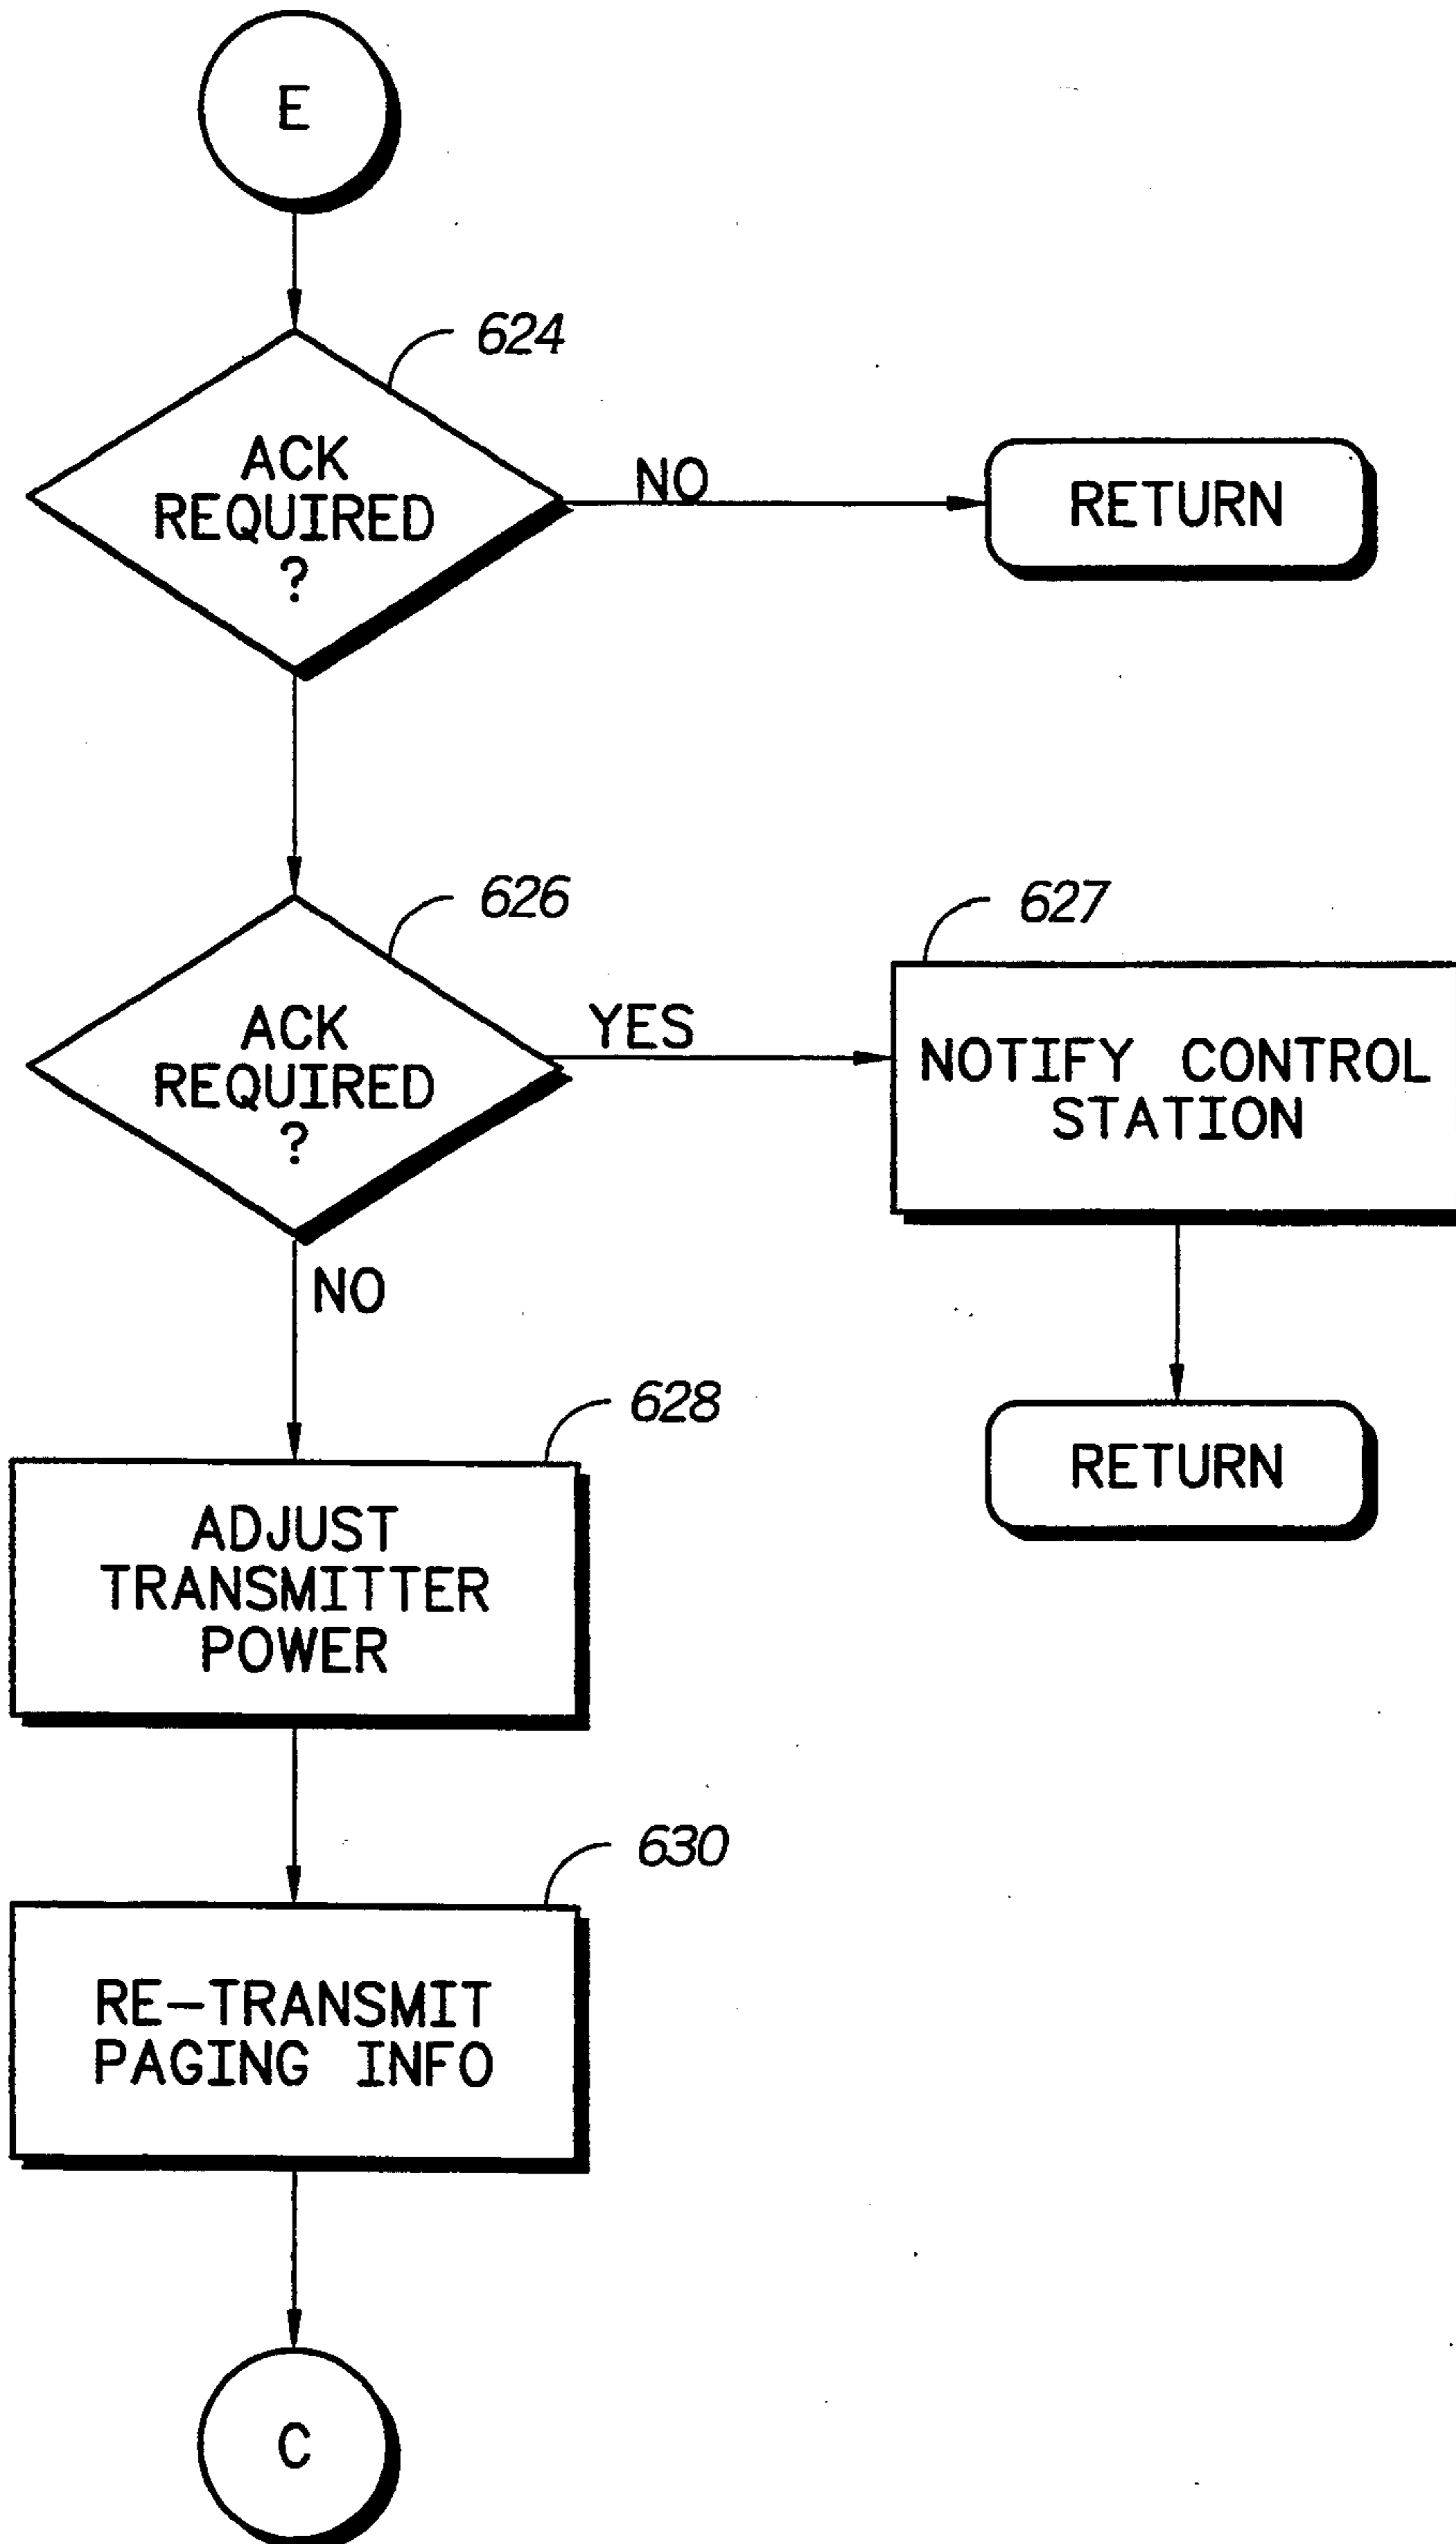 E
624
ACK
REQUIRED
?
NO
RETURN
626
ACK
REQUIRED
?
YES
627
NOTIFY CONTROL
STATION
NO
RETURN
628
ADJUST
TRANSMITTER
POWER
630
RE-TRANSMIT
PAGING INFO
C